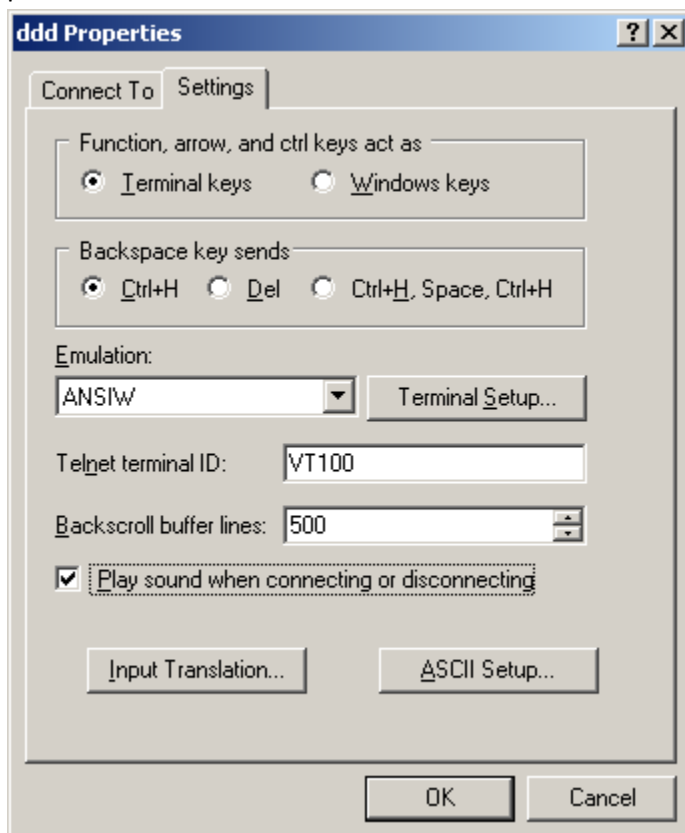 ddd Properties
Connect To Settings
Function, arrow, and ctrl keys act as
Terminal keys Windows keys
Backspace key sends
Ctrl+H Del Ctrl+H, Space, Ctrl+H
Emulation:
ANSIW Terminal Setup...
Telnet terminal ID: VT100
Backscroll buffer lines: 500
Play sound when connecting or disconnecting
Input Translation... ASCII Setup...
OK Cancel